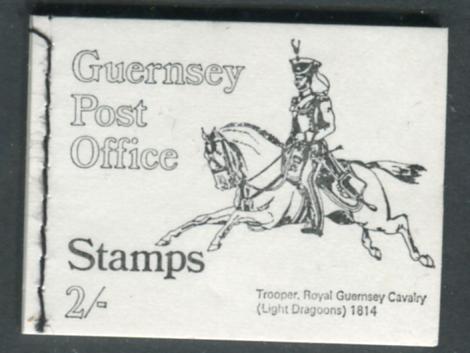 Guernsey
Post
Office
Stamps
2/-
Trooper, Royal Guernsey Cavalry
(Light Dragoons) 1814